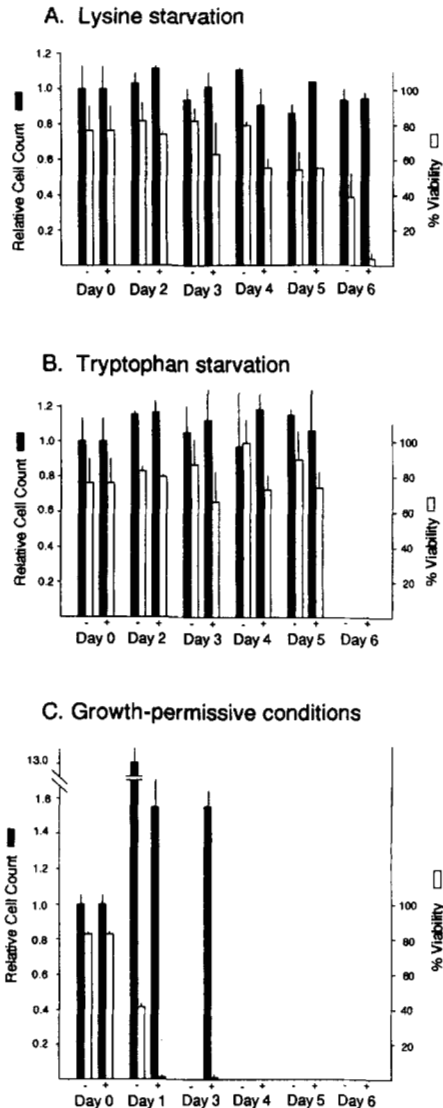 A. Lysine starvation
Relative Cell Count
1.2
1.0
0.8
0.6
0.4
0.2
100
80
60
40
20
% Viability
- + - + - + - + - + - +
Day 0 Day 2 Day 3 Day 4 Day 5 Day 6
B. Tryptophan starvation
Relative Cell Count
1.2
1.0
0.8
0.6
0.4
0.2
100
80
60
40
20
% Viability
- + - + - + - + - + - +
Day 0 Day 2 Day 3 Day 4 Day 5 Day 6
C. Growth-permissive conditions
Relative Cell Count
13.0
1.6
1.4
1.2
1.0
0.8
0.6
0.4
0.2
100
80
60
40
20
% Viability
- + - + - + - + - + - +
Day 0 Day 1 Day 3 Day 4 Day 5 Day 6